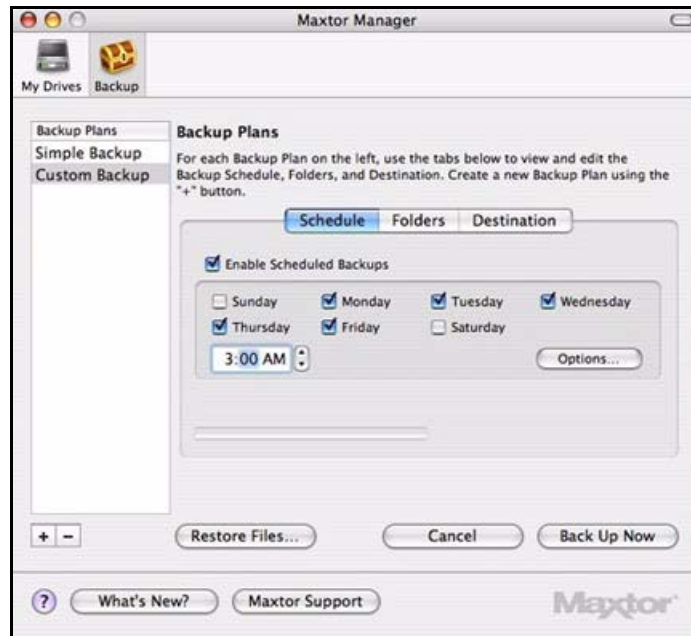 Maxtor Manager
My Drives Backup
Backup Plans
Simple Backup
Custom Backup
Backup Plans
For each Backup Plan on the left, use the tabs below to view and edit the
Backup Schedule, Folders, and Destination. Create a new Backup Plan using the
"+" button.
Schedule Folders Destination
Enable Scheduled Backups
Sunday Monday Tuesday Wednesday
Thursday Friday Saturday
3:00 AM Options...
+ - Restore Files... Cancel Back Up Now
? What's New? Maxtor Support Maxtor